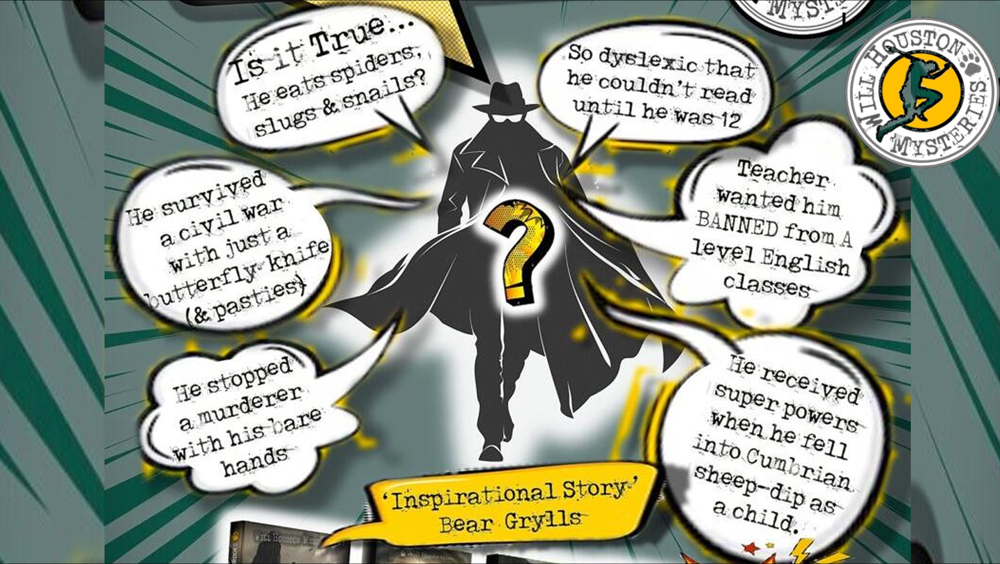 MYSTE
WILL HOUSTON
MYSTERIES
Is it True...
He eats spiders,
slugs & snails?
So dyslexic that
he couldn't read
until he was 12
He survived
a civil war
with just a
butterfly knife
(& pasties)
Teacher
wanted him
BANNED from A
level English
classes
He stopped
a murderer
with his bare
hands
He received
super powers
when he fell
into Cumbrian
sheep-dip as
a child.
?
'Inspirational Story'
Bear Grylls
WILL HOUSTON